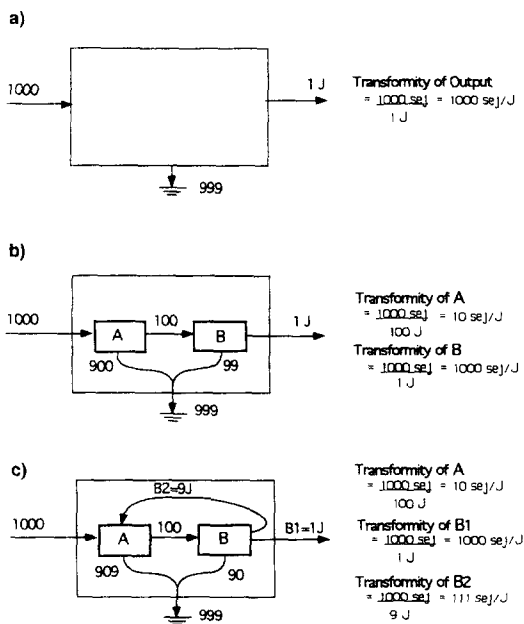 a)
1000
1 J
999
Transformity of Output
= 1000 sej = 1000 sej/J
1 J
b)
1000
A
100
B
1 J
900
99
999
Transformity of A
= 1000 sej = 10 sej/J
100 J
Transformity of B
= 1000 sej = 1000 sej/J
1 J
c)
B2=9J
1000
A
100
B
B1=1J
909
90
999
Transformity of A
= 1000 sej = 10 sej/J
100 J
Transformity of B1
= 1000 sej = 1000 sej/J
1 J
Transformity of B2
= 1000 sej = 111 sej/J
9 J